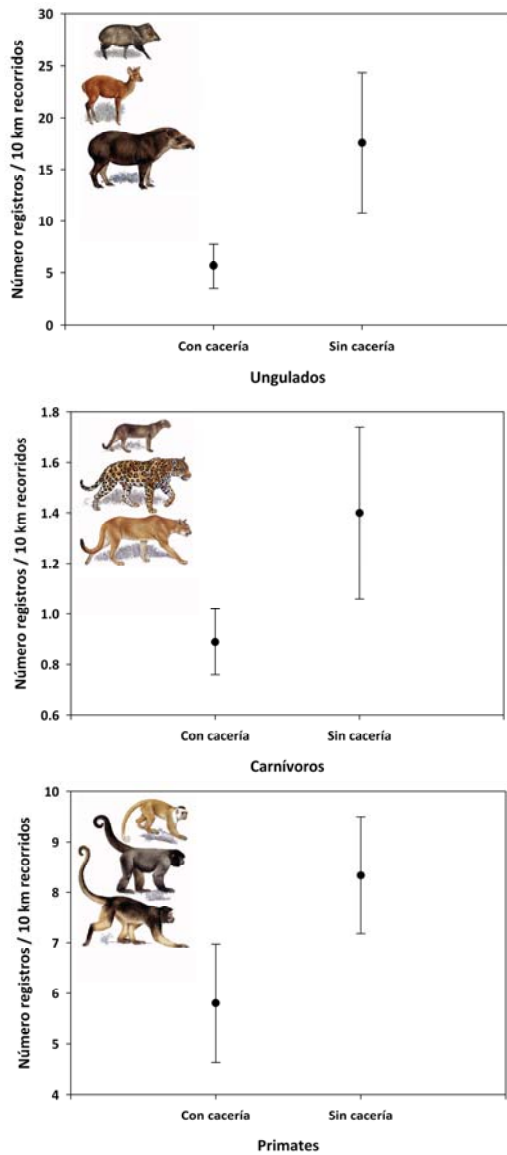 Número registros / 10 km recorridos
30
25
20
15
10
5
0
Con cacería Sin cacería
Ungulados
Número registros / 10 km recorridos
1.8
1.6
1.4
1.2
1.0
0.8
0.6
Con cacería Sin cacería
Carnívoros
Número registros / 10 km recorridos
10
9
8
7
6
5
4
Con cacería Sin cacería
Primates